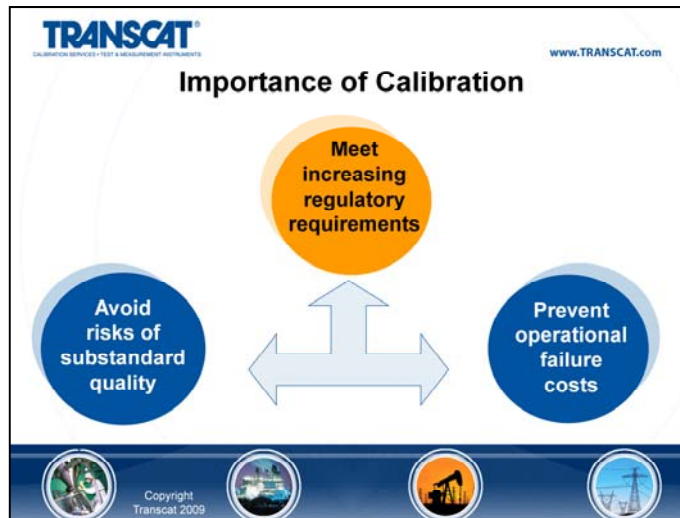 TRANSCAT®
CALIBRATION SERVICES • TEST & MEASUREMENT INSTRUMENTS
www.TRANSCAT.com
Importance of Calibration
Meet
increasing
regulatory
requirements
Avoid
risks of
substandard
quality
Prevent
operational
failure
costs
Copyright
Transcat 2009